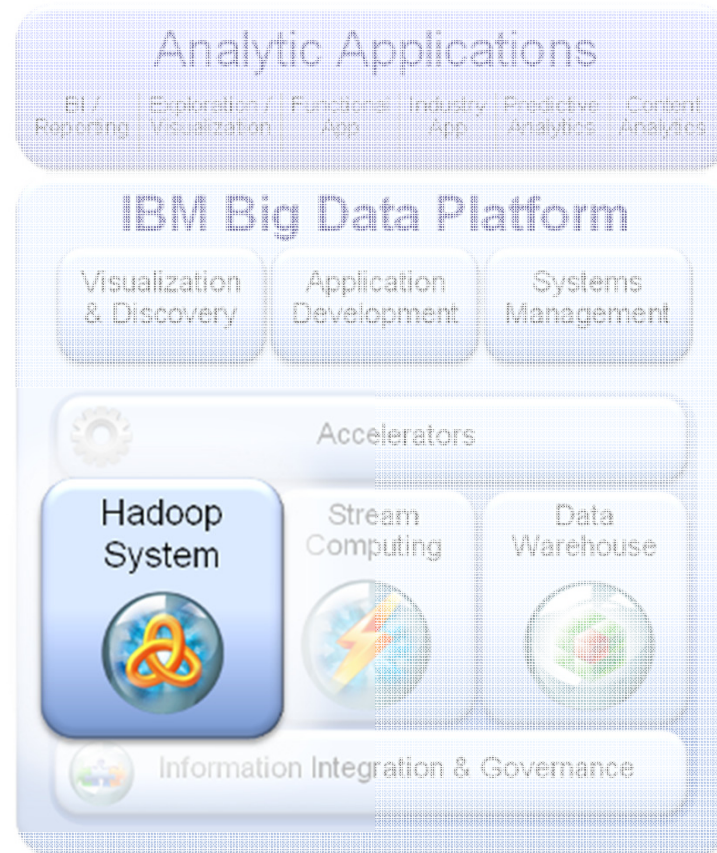 Analytic Applications
BI / Exploration / Functional Industry Predictive Content
Reporting Visualization App App Analytics Analytics
IBM Big Data Platform
Visualization Application Systems
& Discovery Development Management
Accelerators
Hadoop Stream Data
System Computing Warehouse
Information Integration & Governance